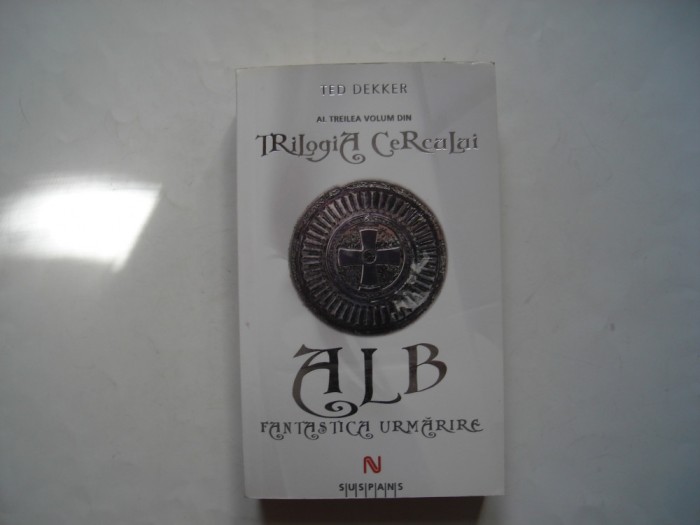 TED DEKKER
AL TREILEA VOLUM DIN
TRiLogiA CeRcuLui
ALB
FANTASTICA URMĂRIRE
N
SUSPANS